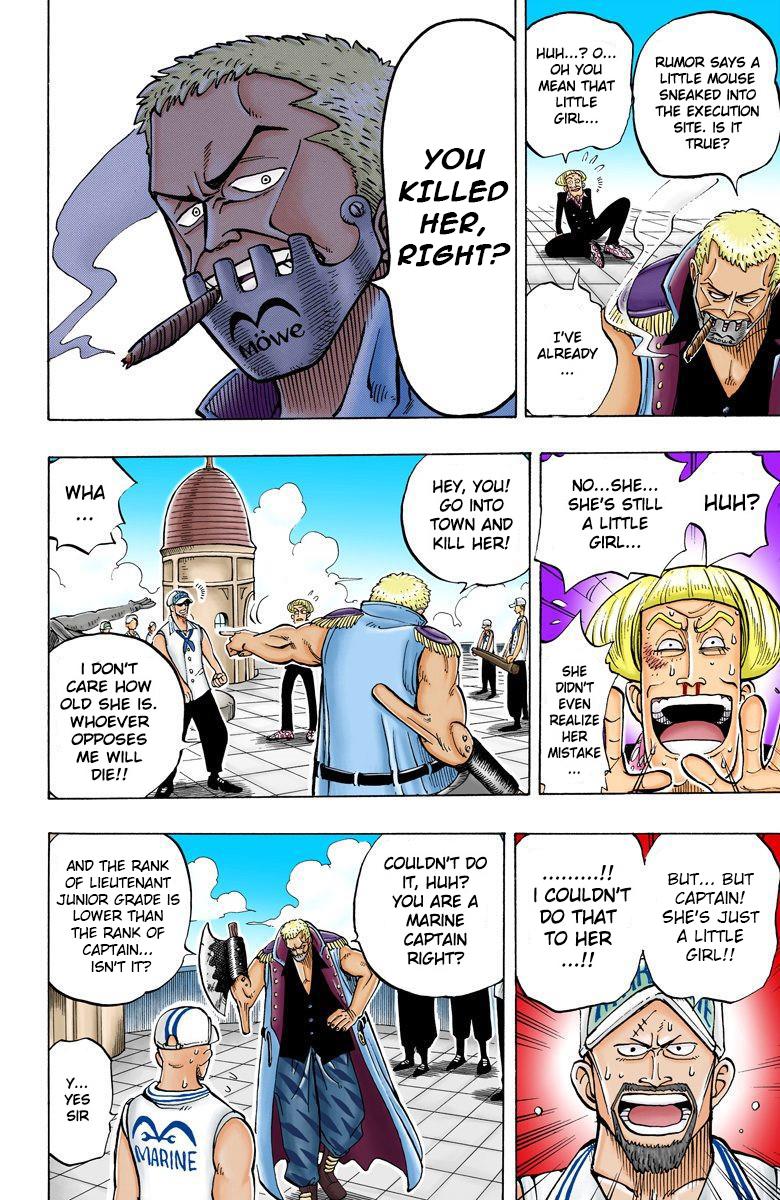 RUMOR SAYS A
LITTLE MOUSE
SNEAKED INTO
THE EXECUTION
SITE. IS IT
TRUE?
HUH...? O...
OH YOU
MEAN THAT
LITTLE
GIRL...
I'VE
ALREADY
...
YOU
KILLED
HER,
RIGHT?
MÖWE
HUH?
NO...SHE...
SHE'S STILL
A LITTLE
GIRL...
SHE
DIDN'T
EVEN
REALIZE
HER
MISTAKE
...
HEY, YOU!
GO INTO
TOWN AND
KILL HER!
WHA
...
I DON'T
CARE HOW
OLD SHE IS.
WHOEVER
OPPOSES
ME WILL
DIE!!
BUT... BUT
CAPTAIN!
SHE'S JUST
A LITTLE
GIRL!!
.........!!
I COULDN'T
DO THAT
TO HER
...!!
COULDN'T DO
IT, HUH?
YOU ARE A
MARINE
CAPTAIN
RIGHT?
AND THE RANK
OF LIEUTENANT
JUNIOR GRADE IS
LOWER THAN
THE RANK OF
CAPTAIN...
ISN'T IT?
Y...
YES
SIR
MARINE